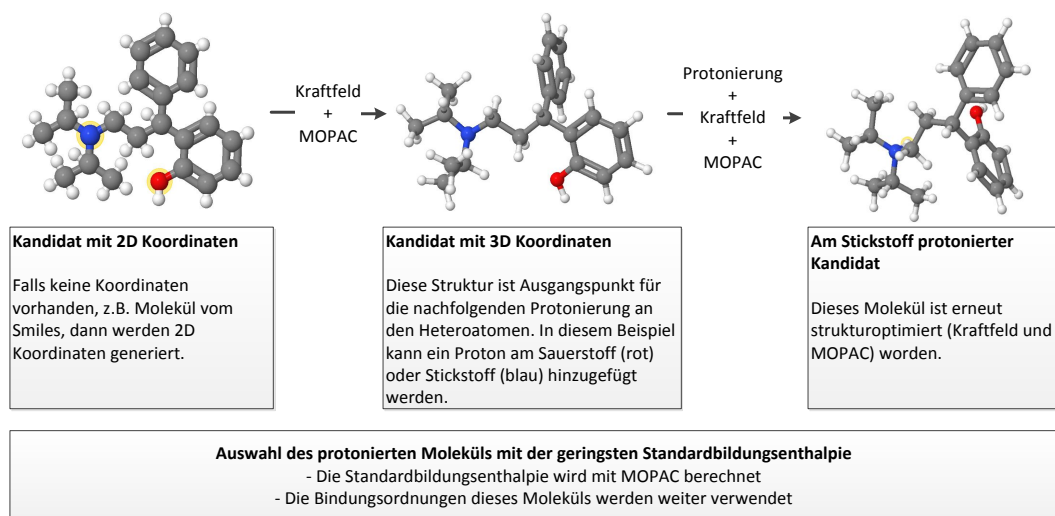 Kraftfeld
+
MOPAC
Protonierung
+
Kraftfeld
+
MOPAC
Kandidat mit 2D Koordinaten
Falls keine Koordinaten
vorhanden, z.B. Molekül vom
Smiles, dann werden 2D
Koordinaten generiert.
Kandidat mit 3D Koordinaten
Diese Struktur ist Ausgangspunkt für
die nachfolgenden Protonierung an
den Heteroatomen. In diesem Beispiel
kann ein Proton am Sauerstoff (rot)
oder Stickstoff (blau) hinzugefügt
werden.
Am Stickstoff protonierter
Kandidat
Dieses Molekül ist erneut
strukturoptimiert (Kraftfeld und
MOPAC) worden.
Auswahl des protonierten Moleküls mit der geringsten Standardbildungsenthalpie
- Die Standardbildungsenthalpie wird mit MOPAC berechnet
- Die Bindungsordnungen dieses Moleküls werden weiter verwendet